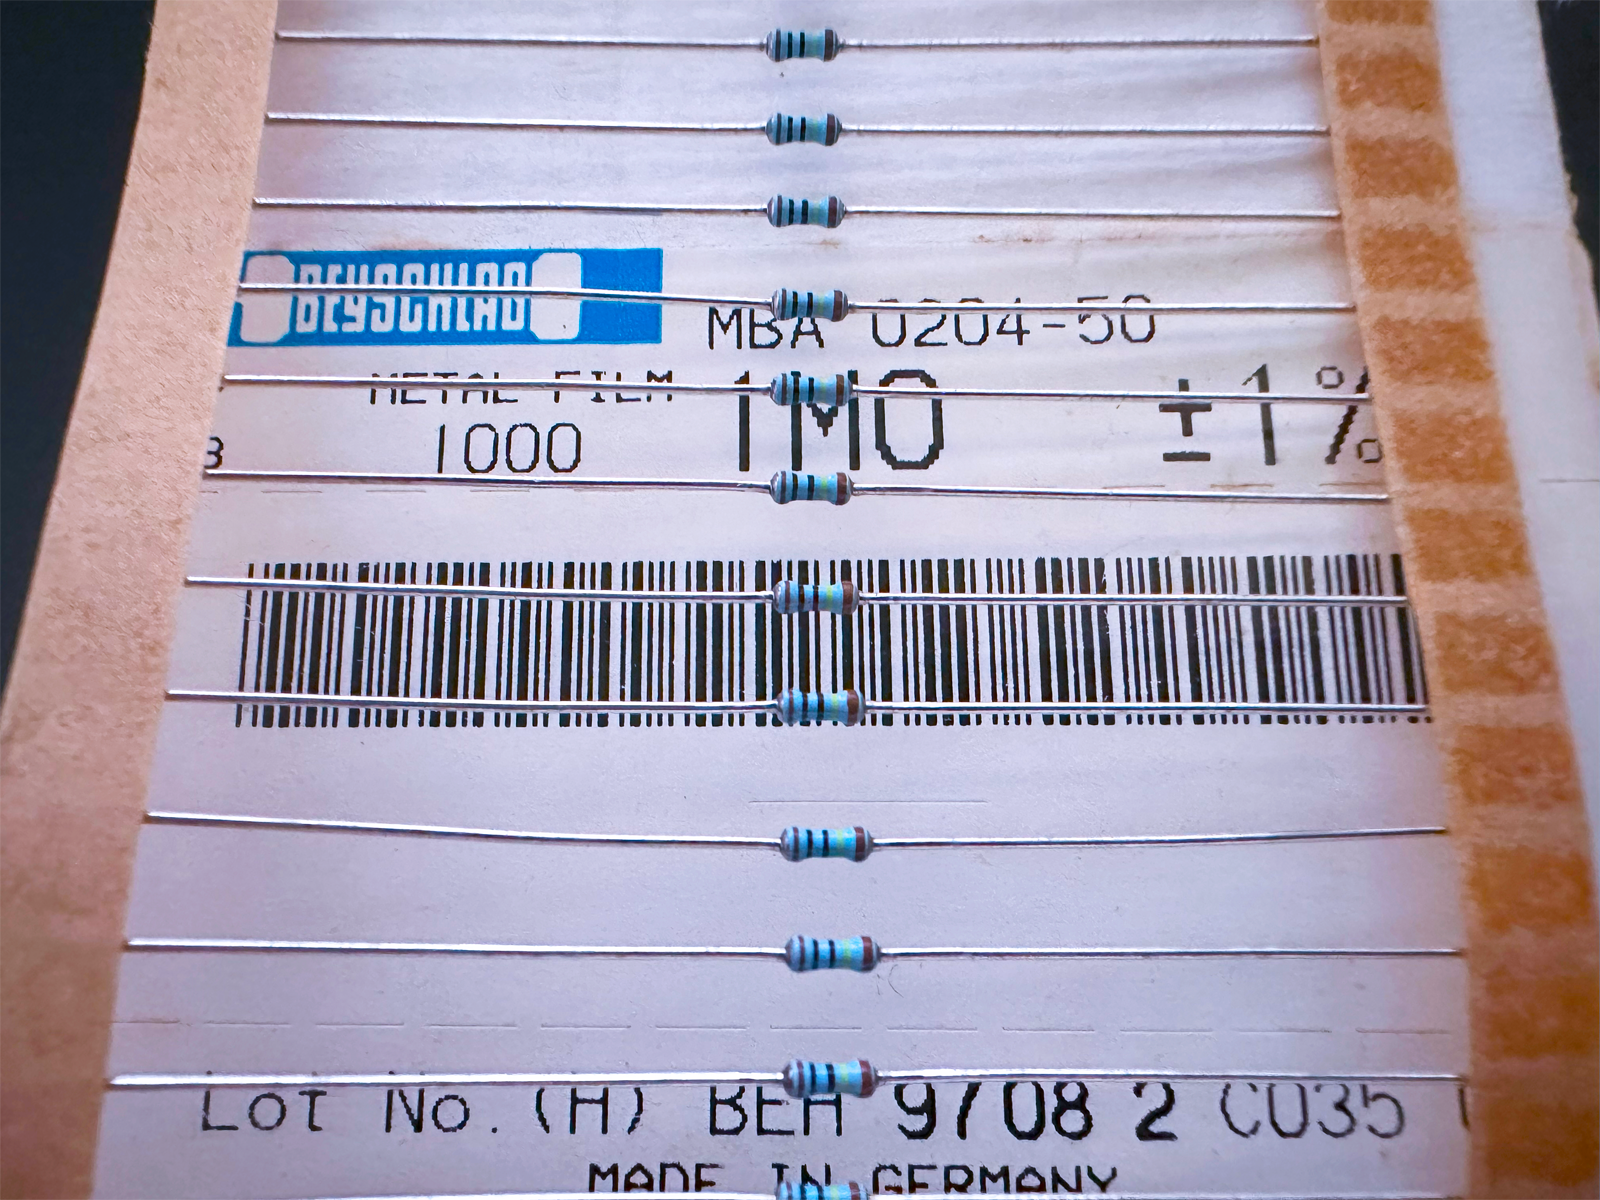 BEYSCHLAG
MBA 0204-50
METAL FILM 1M0 ±1%
1000
Lot No. (H) BEH 9708 2 C035
MADE IN GERMANY